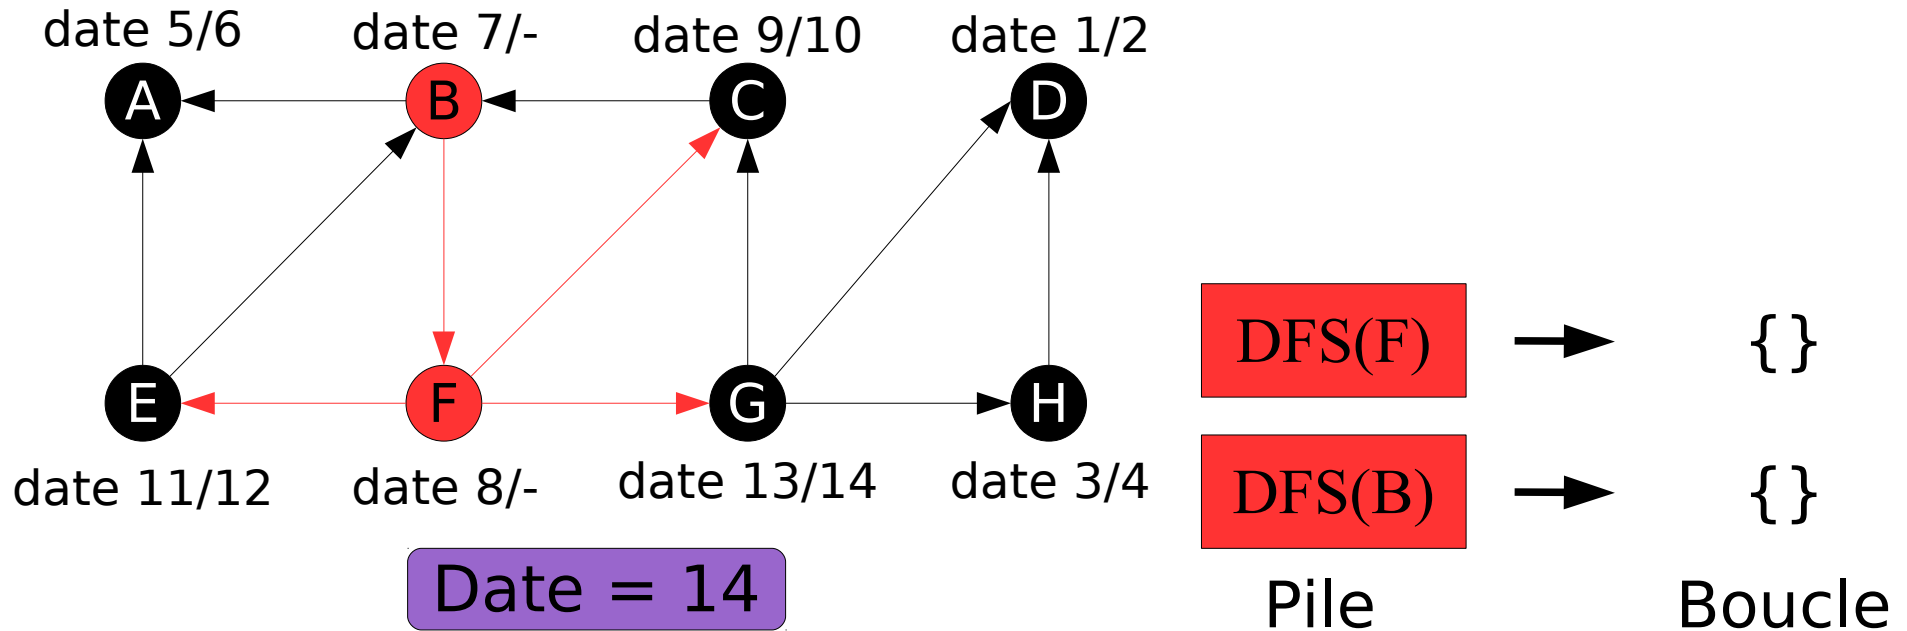 date 5/6
date 7/-
date 9/10
date 1/2
A
B
C
D
DFS(F)
{}
E
F
G
H
date 11/12
date 8/-
date 13/14
date 3/4
DFS(B)
{}
Date = 14
Pile
Boucle